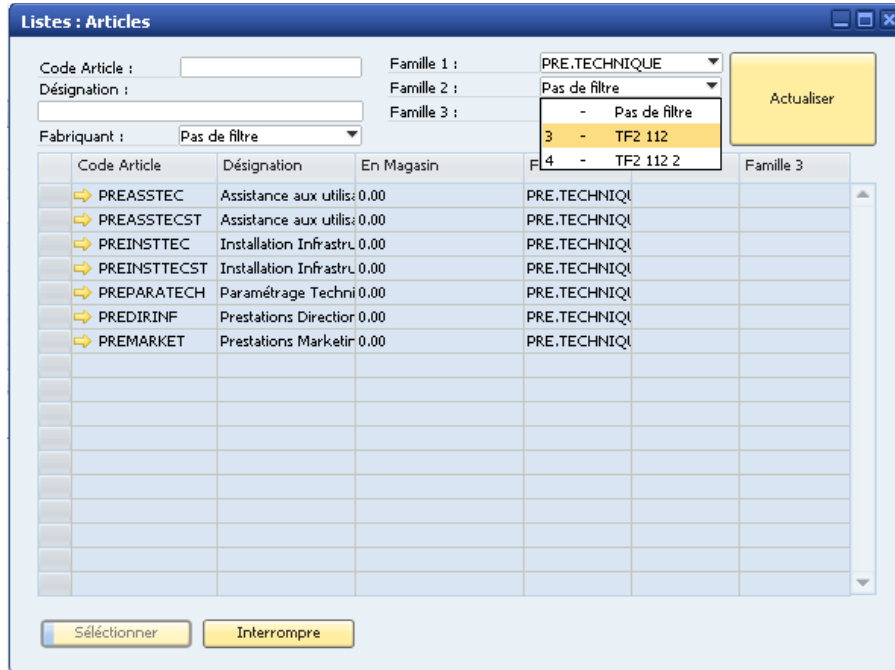 Listes : Articles
Code Article :
Famille 1 : PRE.TECHNIQUE
Désignation :
Famille 2 : Pas de filtre
Actualiser
Famille 3 :
- Pas de filtre
3 - TF2 112
4 - TF2 112 2
Fabriquant : Pas de filtre
Code Article Désignation En Magasin F Famille 3
PREASSTEC Assistance aux utilisa 0.00 PRE.TECHNIQU
PREASSTECST Assistance aux utilisa 0.00 PRE.TECHNIQU
PREINSTTEC Installation Infrastru 0.00 PRE.TECHNIQU
PREINSTTECST Installation Infrastru 0.00 PRE.TECHNIQU
PREPARATECH Paramétrage Techni 0.00 PRE.TECHNIQU
PREDIRINF Prestations Direction 0.00 PRE.TECHNIQU
PREMARKET Prestations Marketin 0.00 PRE.TECHNIQU
Séléctionner Interrompre